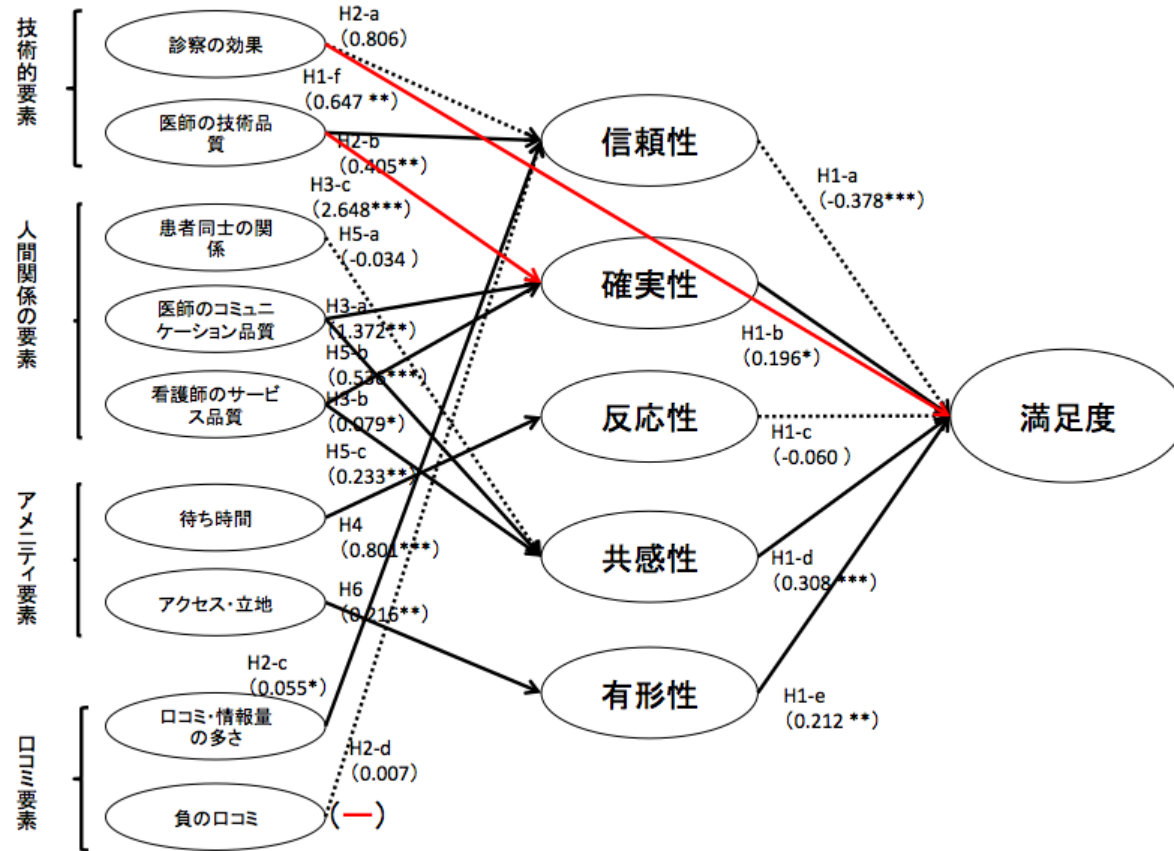 技術的要素
診察の効果
H2-a
(0.806)
H1-f
(0.647 **)
医師の技術品
質
H2-b
(0.405**)
信頼性
H1-a
(-0.378***)
人間関係の要素
H3-c
(2.648***)
患者同士の関
係
H5-a
(-0.034 )
医師のコミュニ
ケーション品質
H3-a
(1.372**)
確実性
H1-b
(0.196*)
H5-b
(0.536***)
看護師のサービ
ス品質
H3-b
(0.079*)
H5-c
(0.233**)
反応性
H1-c
(-0.060 )
満足度
アメニティ要素
待ち時間
H4
(0.801***)
共感性
H1-d
(0.308 ***)
アクセス・立地
H6
(0.216**)
有形性
H1-e
(0.212 **)
口コミ要素
H2-c
(0.055*)
口コミ・情報量
の多さ
H2-d
(0.007)
負の口コミ
(ー)